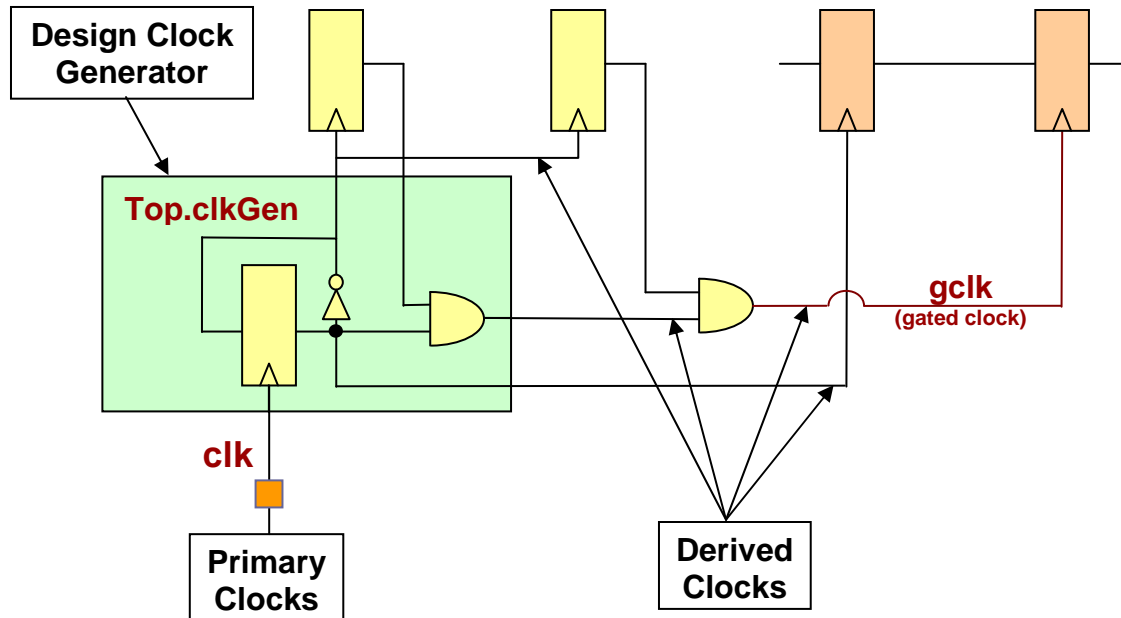 Design Clock
Generator
Top.clkGen
gclk
(gated clock)
clk
Primary
Clocks
Derived
Clocks